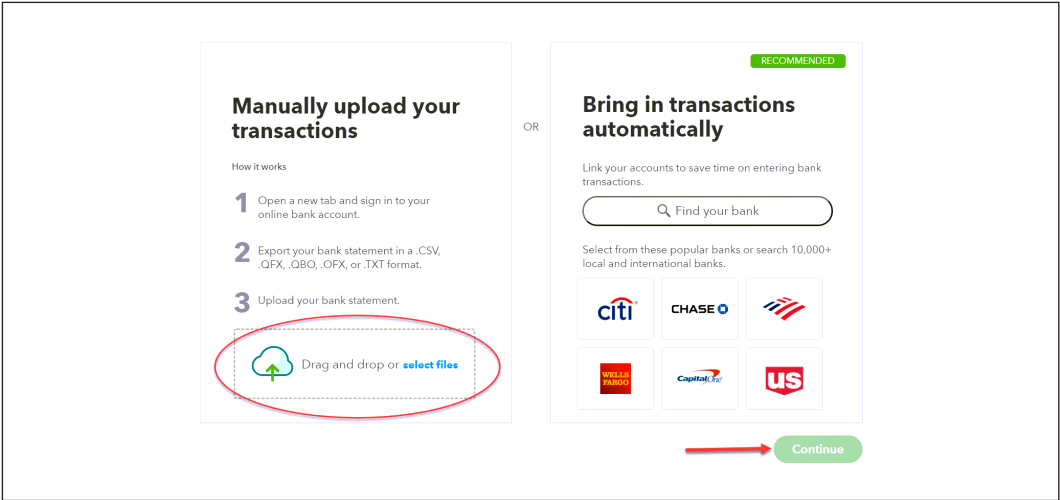 Manually upload your
transactions
How it works
1 Open a new tab and sign in to your
online bank account.
2 Export your bank statement in a .CSV,
.QFX, .QBO, .OFX, or .TXT format.
3 Upload your bank statement.
Drag and drop or select files
OR
RECOMMENDED
Bring in transactions
automatically
Link your accounts to save time on entering bank
transactions.
Find your bank
Select from these popular banks or search 10,000+
local and international banks.
citi
CHASE
WELLS
FARGO
Capital One
us
Continue